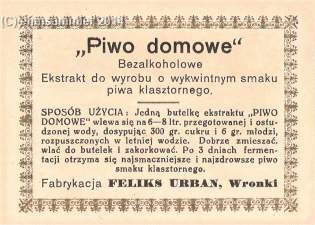 „Piwo domowe“
Bezalkoholowe
Ekstrakt do wyrobu o wykwintnym smaku
piwa klasztornego.
SPOSÓB UŻYCIA: Jedną butelkę ekstraktu „PIWO
DOMOWE” wlewa się na 6—8 ltr. przegotowanej i ostu-
dzonej wody, dosypując 300 gr. cukru i 6 gr. młodzi,
rozpuszczonych w letniej wodzie. Dobrze zmieszać,
wlać do butelek i zakorkować. Po 3 dniach fermen-
tacji otrzyma się najsmaczniejsze i najzdrowsze piwo
smaku klasztornego.
Fabrykacja FELIKS URBAN, Wronki